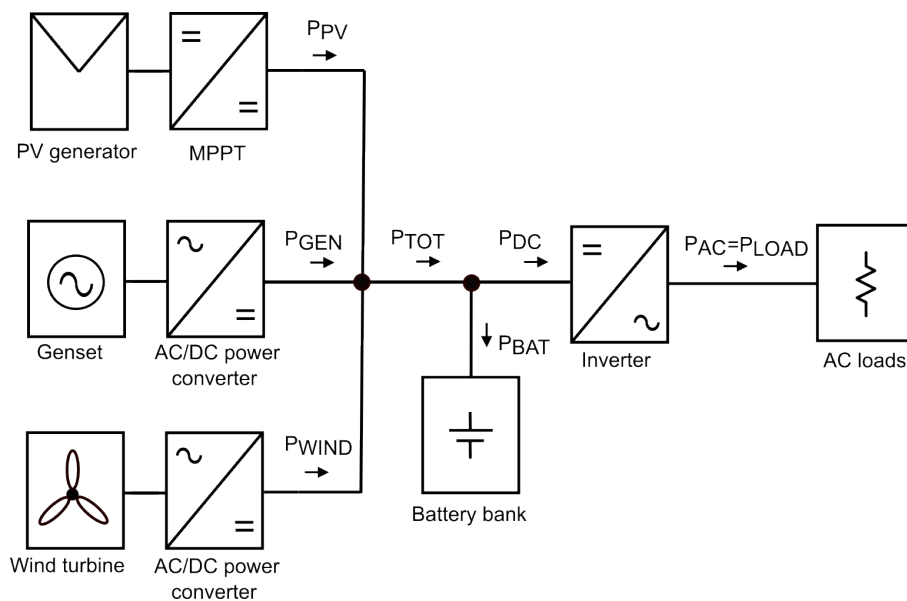 PPV
PV generator
MPPT
PGEN
PTOT
PDC
PAC=PLOAD
PBAT
Genset
AC/DC power
converter
Inverter
AC loads
PWIND
Battery bank
Wind turbine
AC/DC power
converter